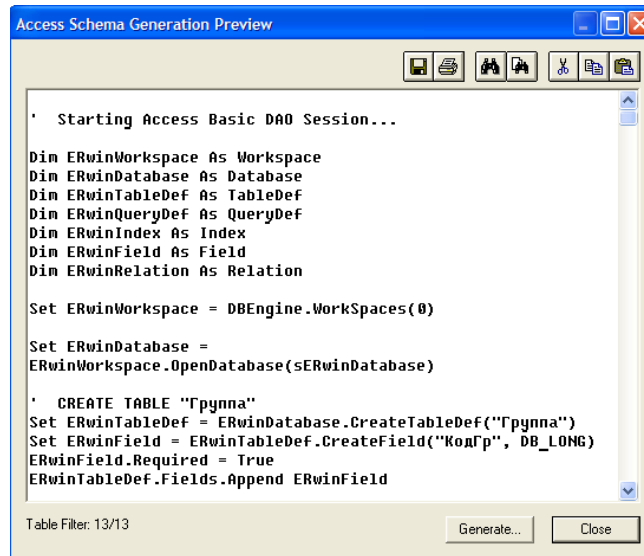 Access Schema Generation Preview
'  Starting Access Basic DAO Session...
Dim ERwinWorkspace As Workspace
Dim ERwinDatabase As Database
Dim ERwinTableDef As TableDef
Dim ERwinQueryDef As QueryDef
Dim ERwinIndex As Index
Dim ERwinField As Field
Dim ERwinRelation As Relation
Set ERwinWorkspace = DBEngine.WorkSpaces(0)
Set ERwinDatabase =
ERwinWorkspace.OpenDatabase(sERwinDatabase)
'  CREATE TABLE "Группа"
Set ERwinTableDef = ERwinDatabase.CreateTableDef("Группа")
Set ERwinField = ERwinTableDef.CreateField("КодГр", DB_LONG)
ERwinField.Required = True
ERwinTableDef.Fields.Append ERwinField
Table Filter: 13/13
Generate...
Close